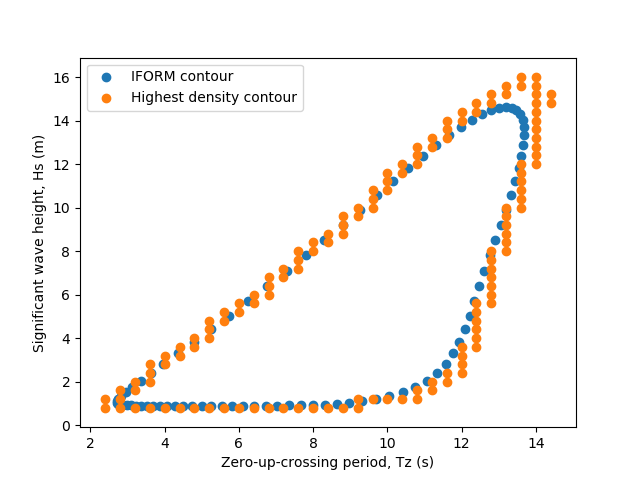 IFORM contour
Highest density contour
16
14
12
10
8
6
4
2
0
Significant wave height, Hs (m)
2 4 6 8 10 12 14
Zero-up-crossing period, Tz (s)